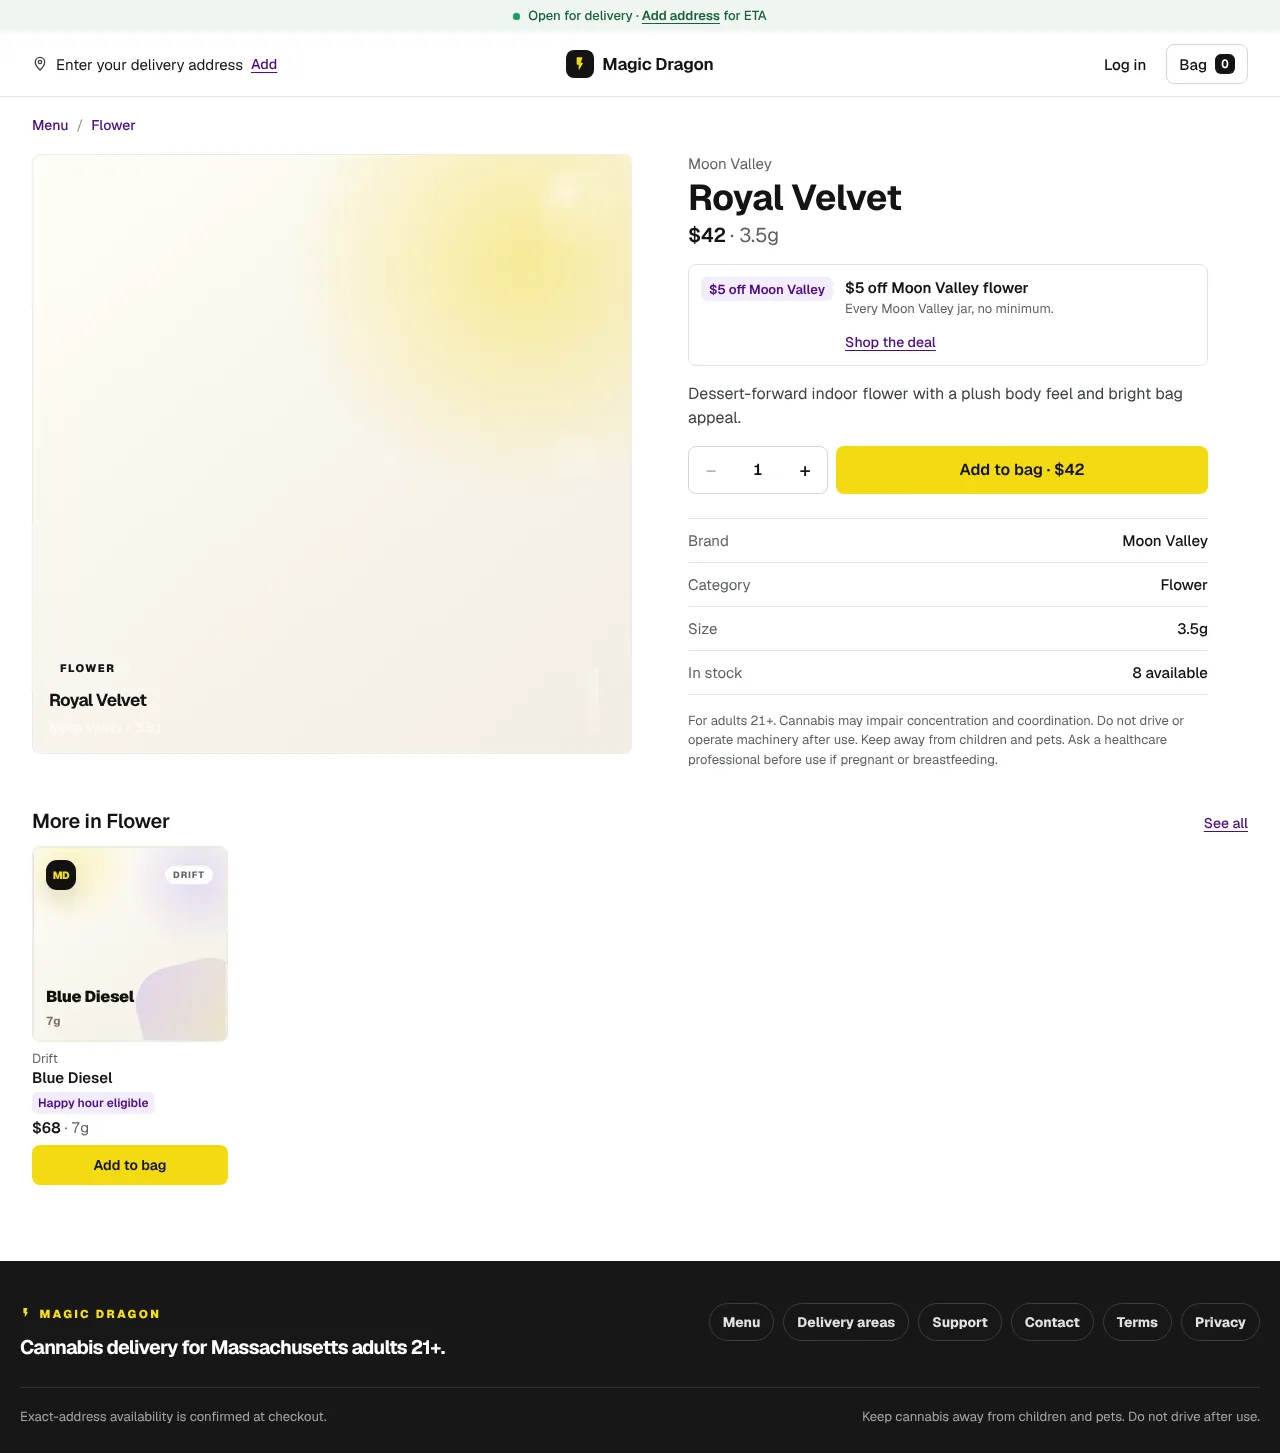 Open for delivery · Add address for ETA
Enter your delivery address Add
Magic Dragon
Log in
Bag 0
Menu / Flower
FLOWER
Royal Velvet
Moon Valley · 3.5g
Moon Valley
Royal Velvet
$42 · 3.5g
$5 off Moon Valley
$5 off Moon Valley flower
Every Moon Valley jar, no minimum.
Shop the deal
Dessert-forward indoor flower with a plush body feel and bright bag
appeal.
− 1 +
Add to bag · $42
Brand Moon Valley
Category Flower
Size 3.5g
In stock 8 available
For adults 21+. Cannabis may impair concentration and coordination. Do not drive or
operate machinery after use. Keep away from children and pets. Ask a healthcare
professional before use if pregnant or breastfeeding.
More in Flower
See all
MD
DRIFT
Blue Diesel
7g
Drift
Blue Diesel
Happy hour eligible
$68 · 7g
Add to bag
MAGIC DRAGON
Cannabis delivery for Massachusetts adults 21+.
Menu
Delivery areas
Support
Contact
Terms
Privacy
Exact-address availability is confirmed at checkout.
Keep cannabis away from children and pets. Do not drive after use.